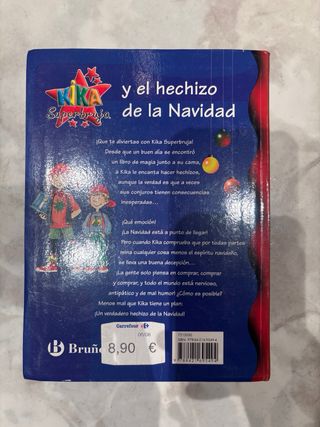 KIKA
Superbruja
y el hechizo
de la Navidad
¡Que te diviertas con Kika Superbruja!
Desde que un buen día se encontró
un libro de magia junto a su cama,
a Kika le encanta hacer hechizos,
aunque la verdad es que a veces
sus conjuros tienen consecuencias
inesperadas...
¡Qué emoción!
¡La Navidad está a punto de llegar!
Pero cuando Kika comprueba que por todas partes
reina cualquier cosa menos el espíritu navideño,
se lleva una buena decepción...
¡La gente solo piensa en comprar, comprar
y comprar, y todo el mundo está nervioso,
antipático y de mal humor! ¿Cómo es posible?
Menos mal que Kika tiene un plan:
¡Un verdadero hechizo de la Navidad!
Carrefour
8,90 €
B Bruño